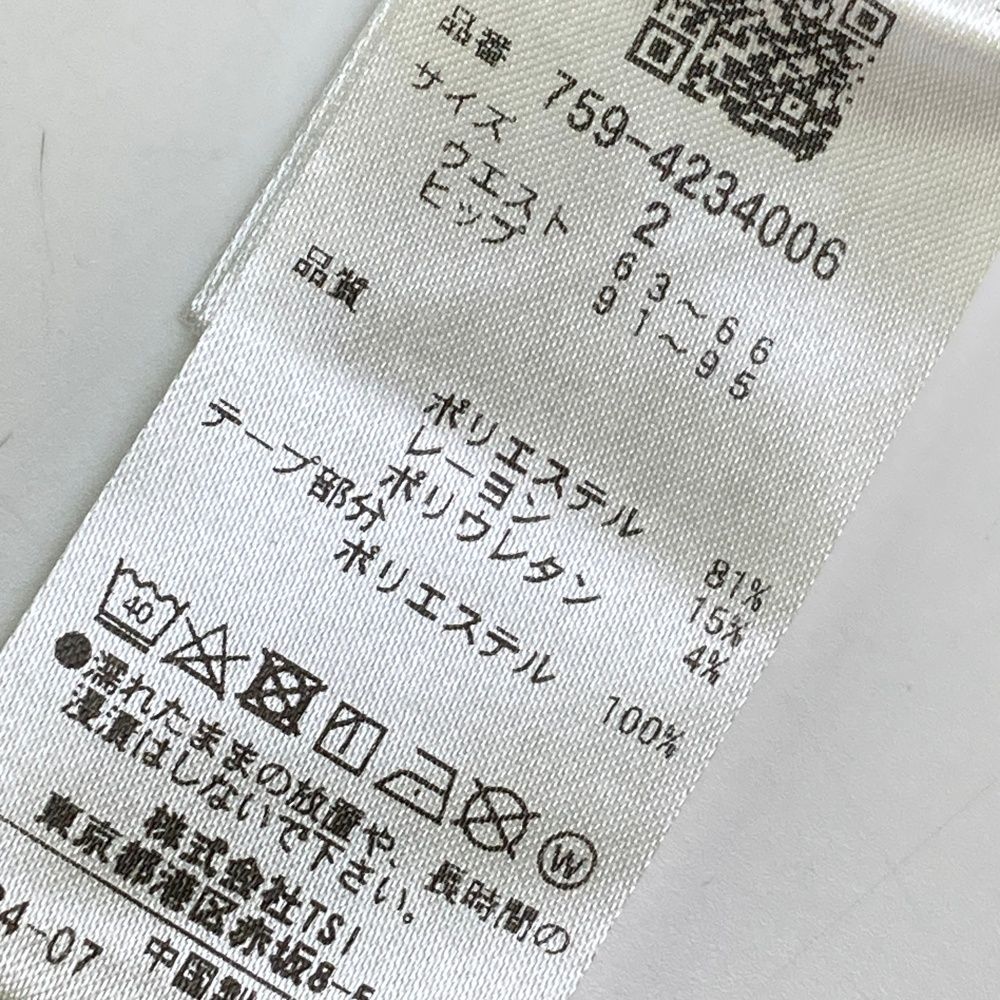 品番 759-4234006
サイズ 2
ウエスト 63～66
ヒップ 91～95
品質
ポリエステル 81%
レーヨン 15%
ポリウレタン 4%
テープ部分
ポリエステル 100%
40
W
●濡れたままの放置や、長時間の
浸漬はしないで下さい。
株式会社TSI
東京都港区赤坂8-5
4-07 中国製